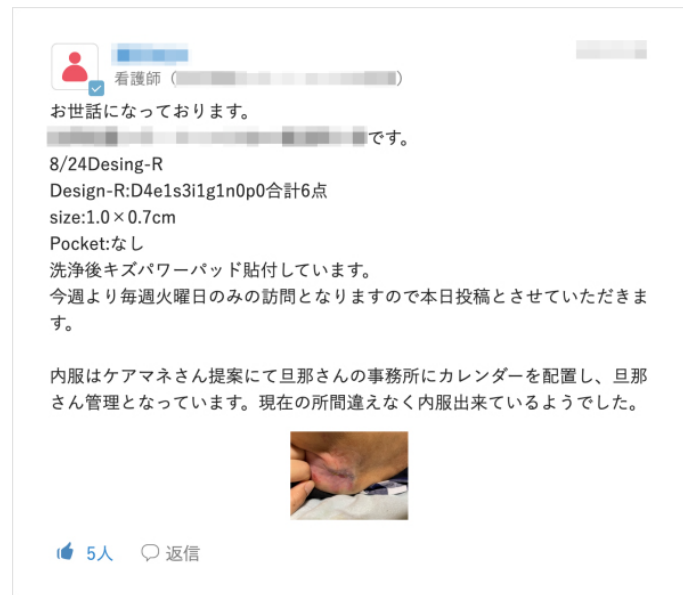 看護師（
）
お世話になっております。
です。
8/24Desing-R
Design-R:D4e1s3i1g1n0p0合計6点
size:1.0×0.7cm
Pocket:なし
洗浄後キズパワーパッド貼付しています。
今週より毎週火曜日のみの訪問となりますので本日投稿とさせていただきま
す。
内服はケアマネさん提案にて旦那さんの事務所にカレンダーを配置し、旦那
さん管理となっています。現在の所間違えなく内服出来ているようでした。
5人 返信